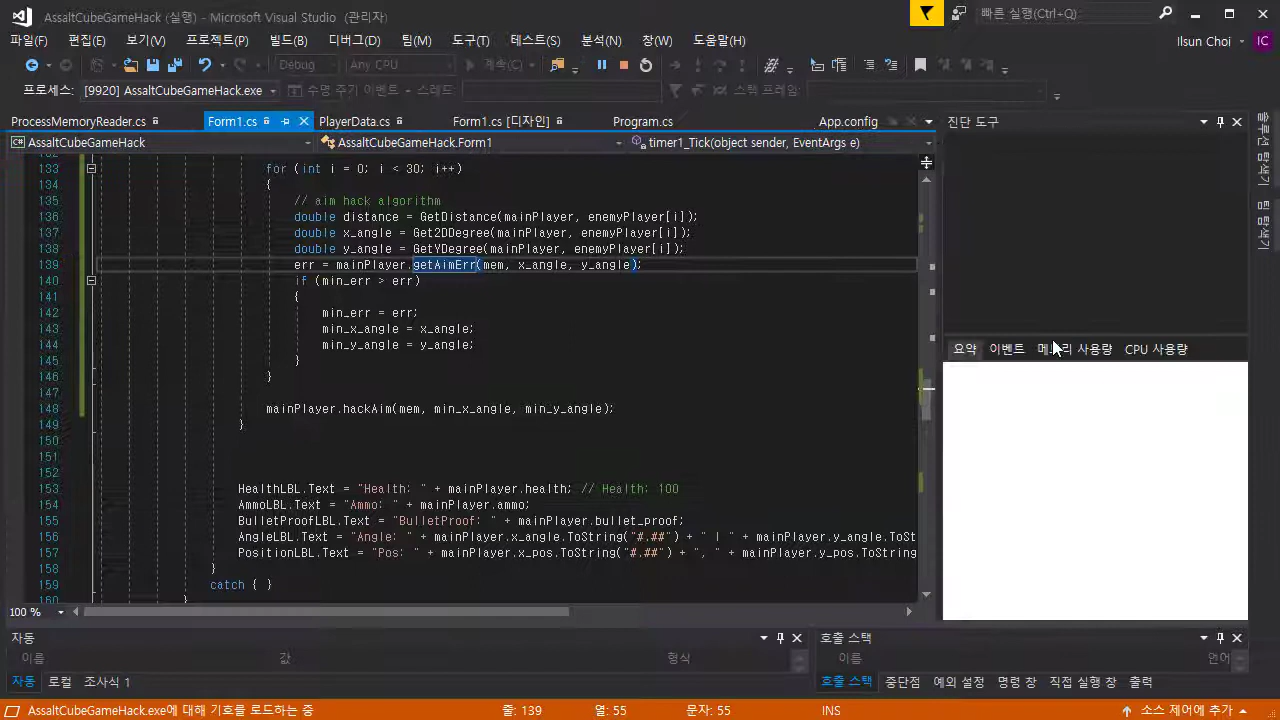 AssaltCubeGameHack (실행) - Microsoft Visual Studio (관리자)
빠른 실행(Ctrl+Q)
파일(F) 편집(E) 보기(V) 프로젝트(P) 빌드(B) 디버그(D) 팀(M) 도구(T) 테스트(S) 분석(N) 창(W) 도움말(H)
Ilsun Choi IC
Debug Any CPU 계속(C)
프로세스: [9920] AssaltCubeGameHack.exe 수명 주기 이벤트 스레드: 스택 프레임:
ProcessMemoryReader.cs Form1.cs PlayerData.cs Form1.cs [디자인] Program.cs App.config
진단 도구
AssaltCubeGameHack AssaltCubeGameHack.Form1 timer1_Tick(object sender, EventArgs e)
133 for (int i = 0; i < 30; i++)
134 {
135 // aim hack algorithm
136 double distance = GetDistance(mainPlayer, enemyPlayer[i]);
137 double x_angle = Get2DDegree(mainPlayer, enemyPlayer[i]);
138 double y_angle = GetYDegree(mainPlayer, enemyPlayer[i]);
139 err = mainPlayer.getAimErr(mem, x_angle, y_angle);
140 if (min_err > err)
141 {
142 min_err = err;
143 min_x_angle = x_angle;
144 min_y_angle = y_angle;
145 }
146 }
147
148 mainPlayer.hackAim(mem, min_x_angle, min_y_angle);
149 }
150
151
152
153 HealthLBL.Text = "Health: " + mainPlayer.health; // Health: 100
154 AmmoLBL.Text = "Ammo: " + mainPlayer.ammo;
155 BulletProofLBL.Text = "BulletProof: " + mainPlayer.bullet_proof;
156 AngleLBL.Text = "Angle: " + mainPlayer.x_angle.ToString("#.##") + " | " + mainPlayer.y_angle.ToSt
157 PositionLBL.Text = "Pos: " + mainPlayer.x_pos.ToString("#.##") + ", " + mainPlayer.y_pos.ToString
158 }
159 catch { }
160 }
요약 이벤트 메모리 사용량 CPU 사용량
솔루션 탐색기
팀 탐색기
100 %
자동
이름 값 형식
자동 로컬 조사식 1
호출 스택
이름 언어
호출 스택 중단점 예외 설정 명령 창 직접 실행 창 출력
AssaltCubeGameHack.exe에 대해 기호를 로드하는 중 줄: 139 열: 55 문자: 55 INS 소스 제어에 추가